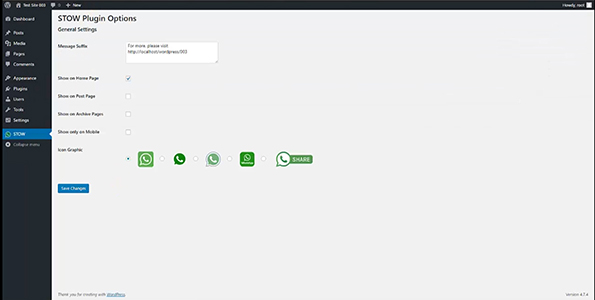 Test Site 003
0
New
Howdy, root
Dashboard
Posts
Media
Pages
Comments
Appearance
Plugins
Users
Tools
Settings
STOW
Collapse menu
STOW Plugin Options
General Settings
Message Suffix
For more please visit
http://localhost/wordpress/003
Show on Home Page
Show on Post Page
Show on Archive Pages
Show only on Mobile
Icon Graphic
SHARE
Save Changes
Thank you for creating with WordPress.
Version 4.7.4